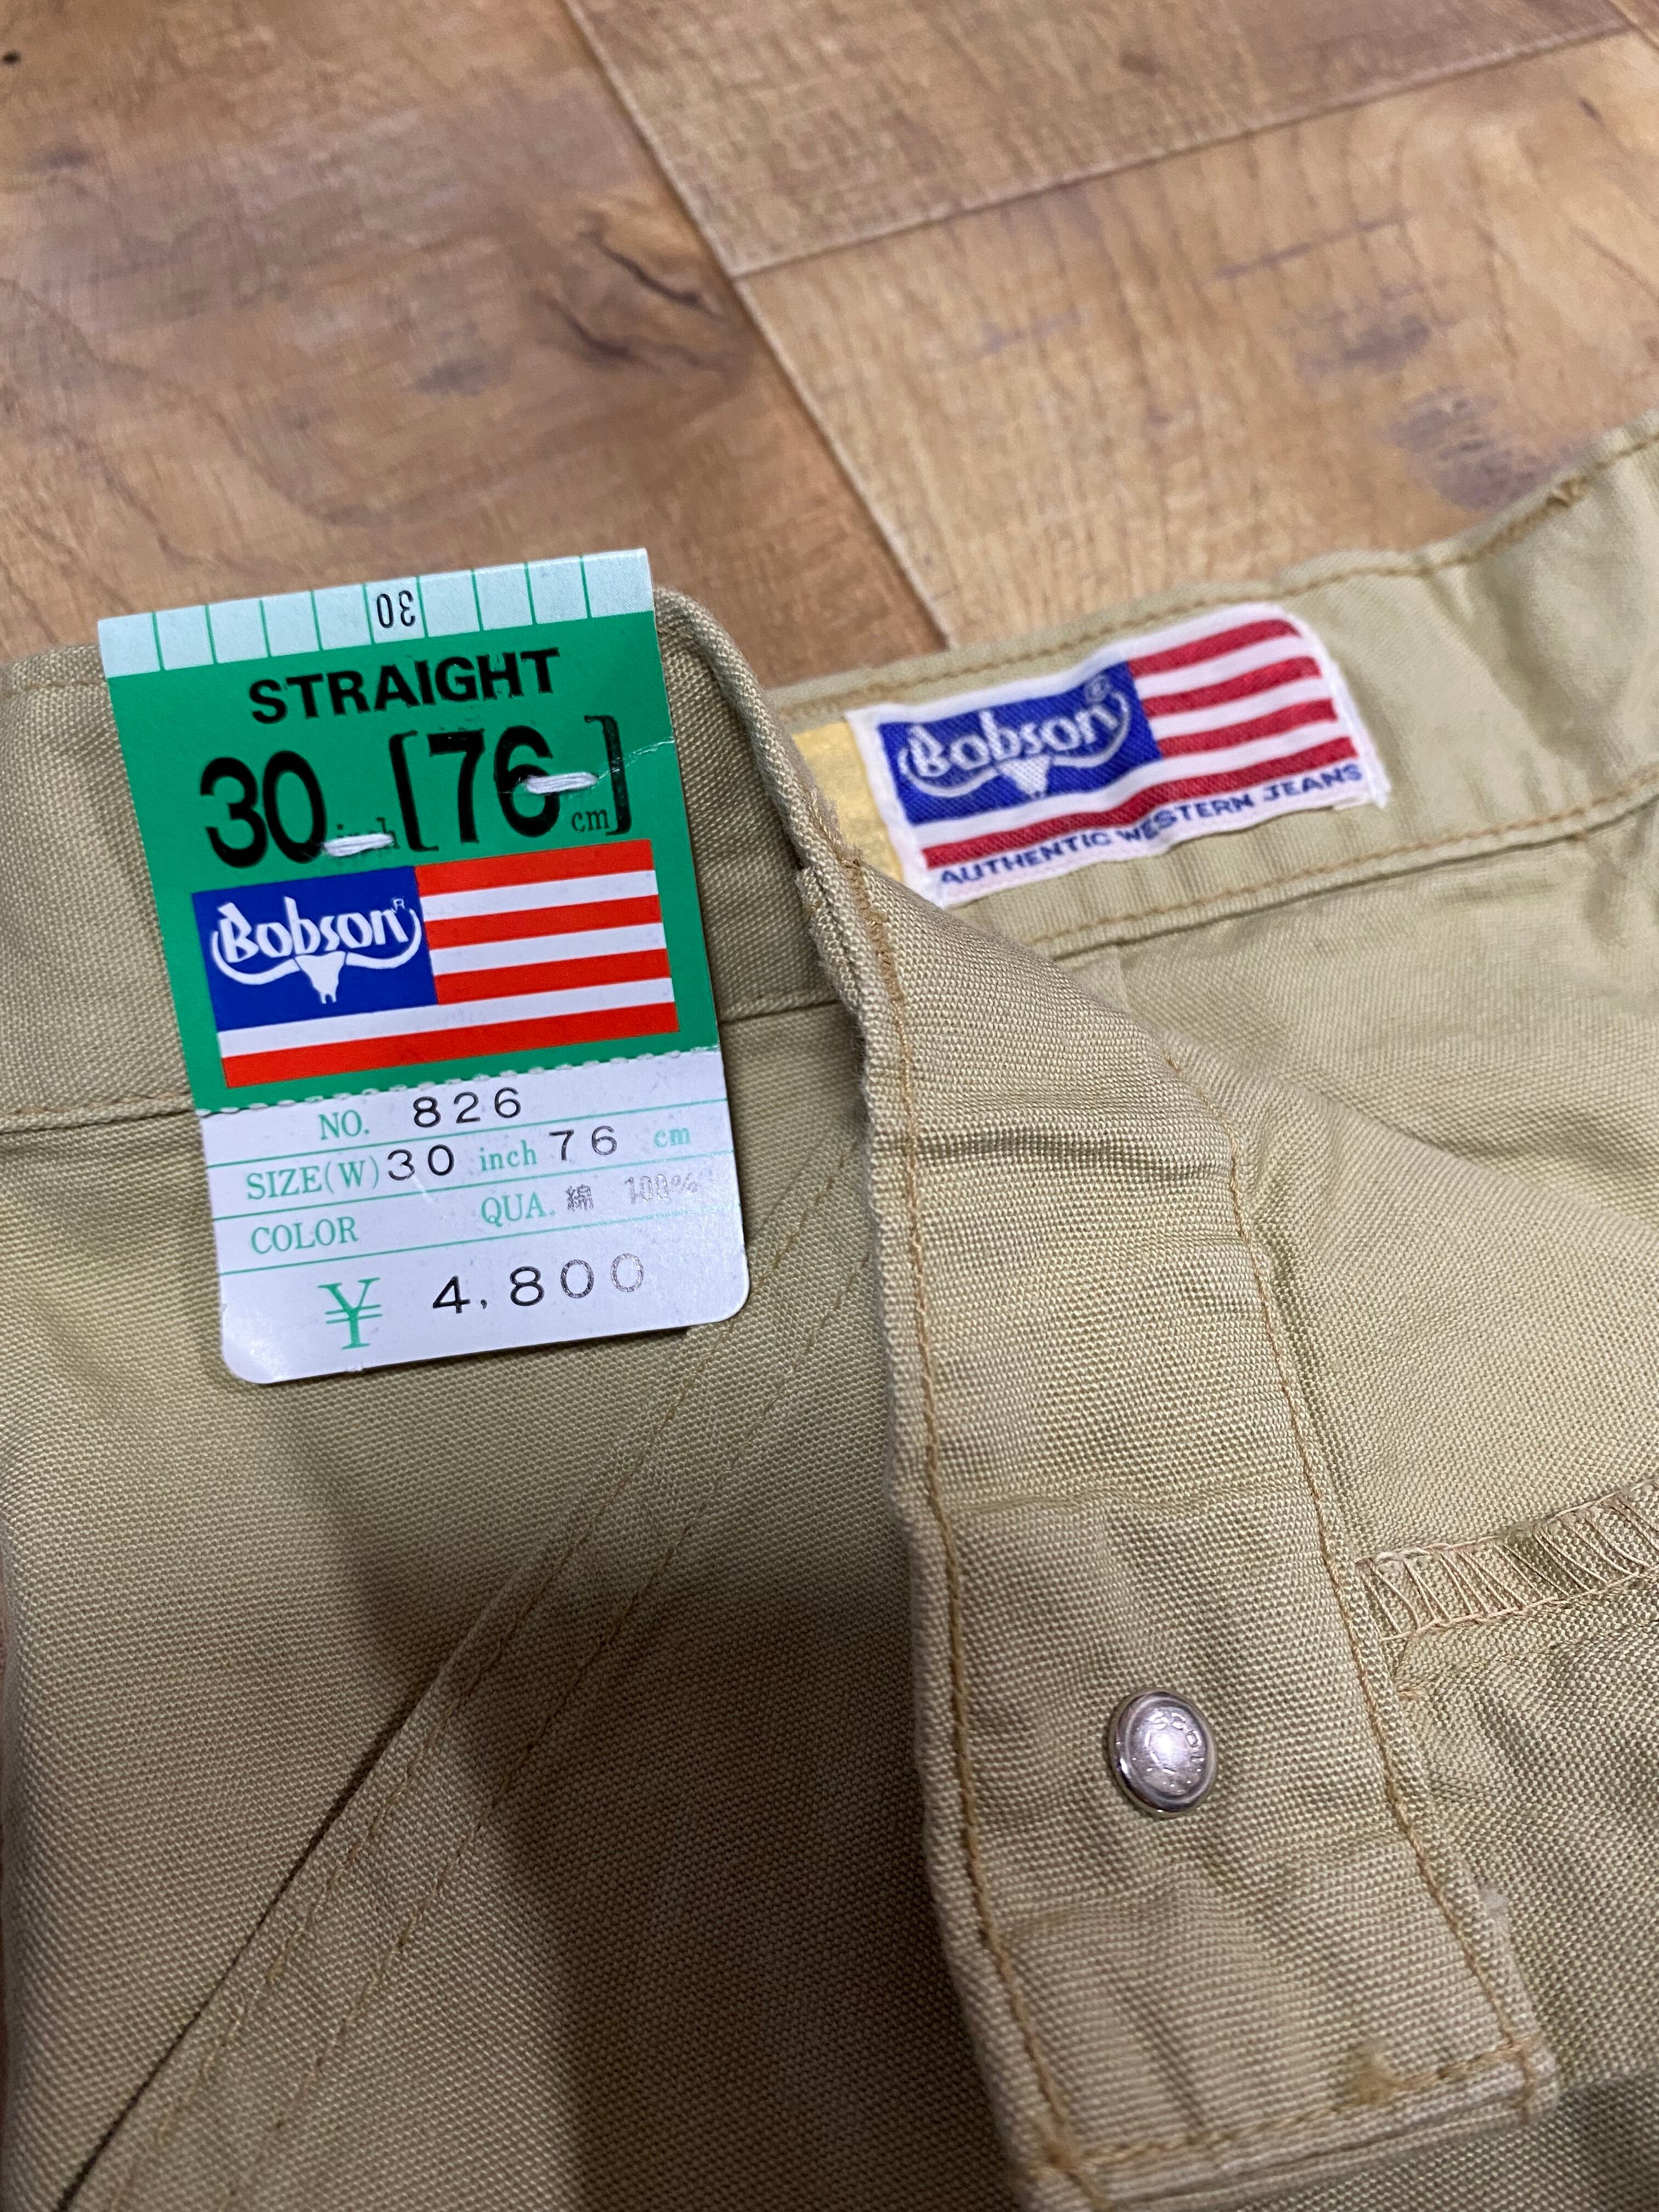 30
STRAIGHT
30 inch [76 cm]
Bobson R
NO. 826
SIZE(W) 30 inch 76 cm
COLOR QUA. 綿 100%
¥ 4,800
Bobson ®
AUTHENTIC WESTERN JEANS